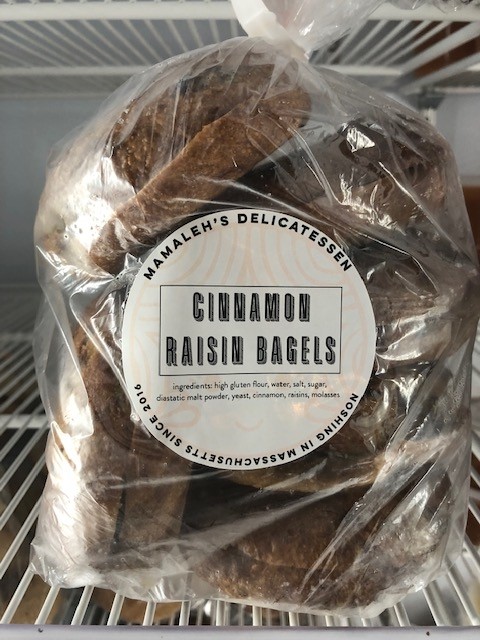 MAMALEH'S DELICATESSEN
CINNAMON
RAISIN BAGELS
ingredients: high gluten flour, water, salt, sugar,
diastatic malt powder, yeast, cinnamon, raisins, molasses
NOSHING IN MASSACHUSETTS SINCE 2016